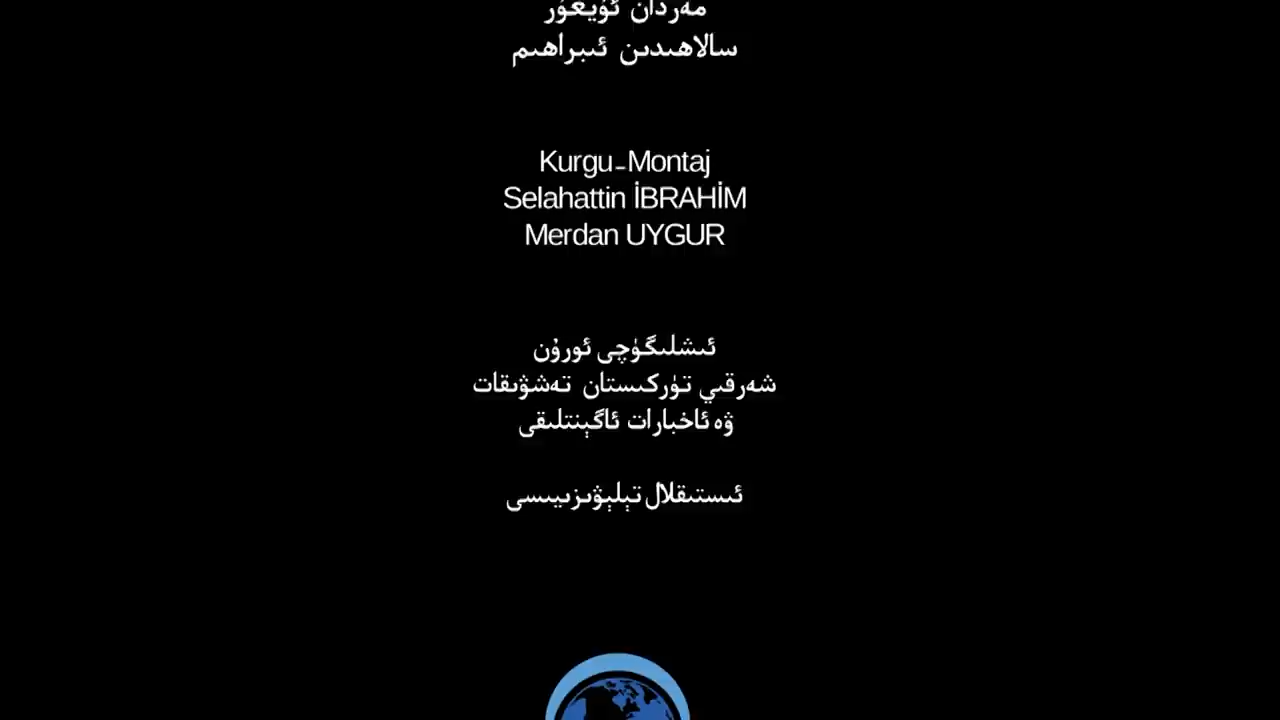 مەردان ئۇيغۇر
سالاھىدىن ئىبراھىم
Kurgu-Montaj
Selahattin İBRAHİM
Merdan UYGUR
ئىشلىگۈچى ئورۇن
شەرقىي تۈركىستان تەشۋىقات
ۋە ئاخبارات ئاگېنتلىقى
ئىستىقلال تېلېۋىزىيىسى